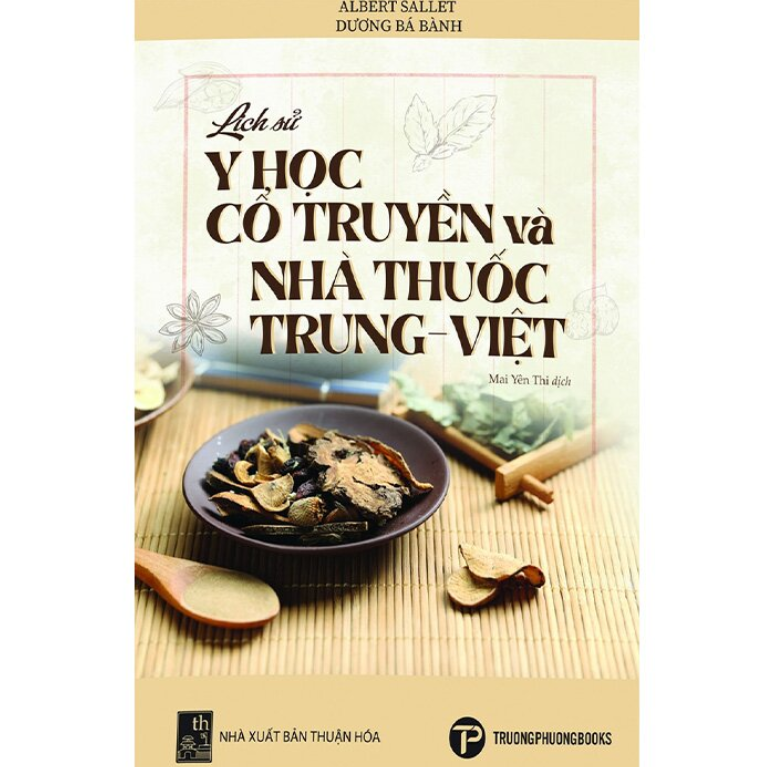 ALBERT SALLET
DƯƠNG BÁ BÀNH
Lịch sử
Y HỌC
CỔ TRUYỀN và
NHÀ THUỐC
TRUNG-VIỆT
Mai Yên Thi dịch
th
NHÀ XUẤT BẢN THUẬN HÓA
TP
TRUONGPHUONGBOOKS